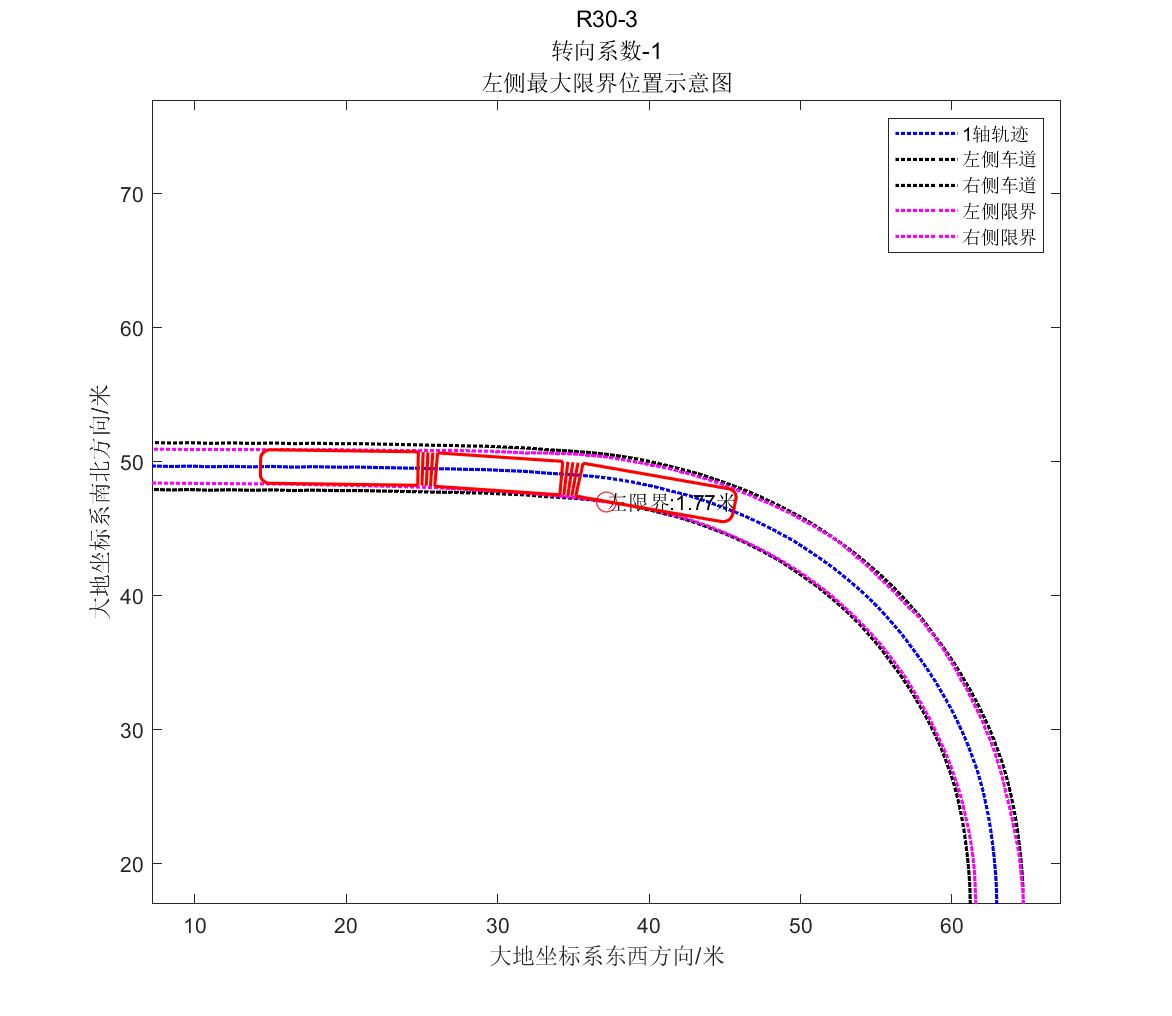 R30-3
转向系数-1
左侧最大限界位置示意图
1轴轨迹
左侧车道
右侧车道
左侧限界
右侧限界
70
60
50
40
30
20
大地坐标系南北方向/米
左限界:1.77米
10 20 30 40 50 60
大地坐标系东西方向/米